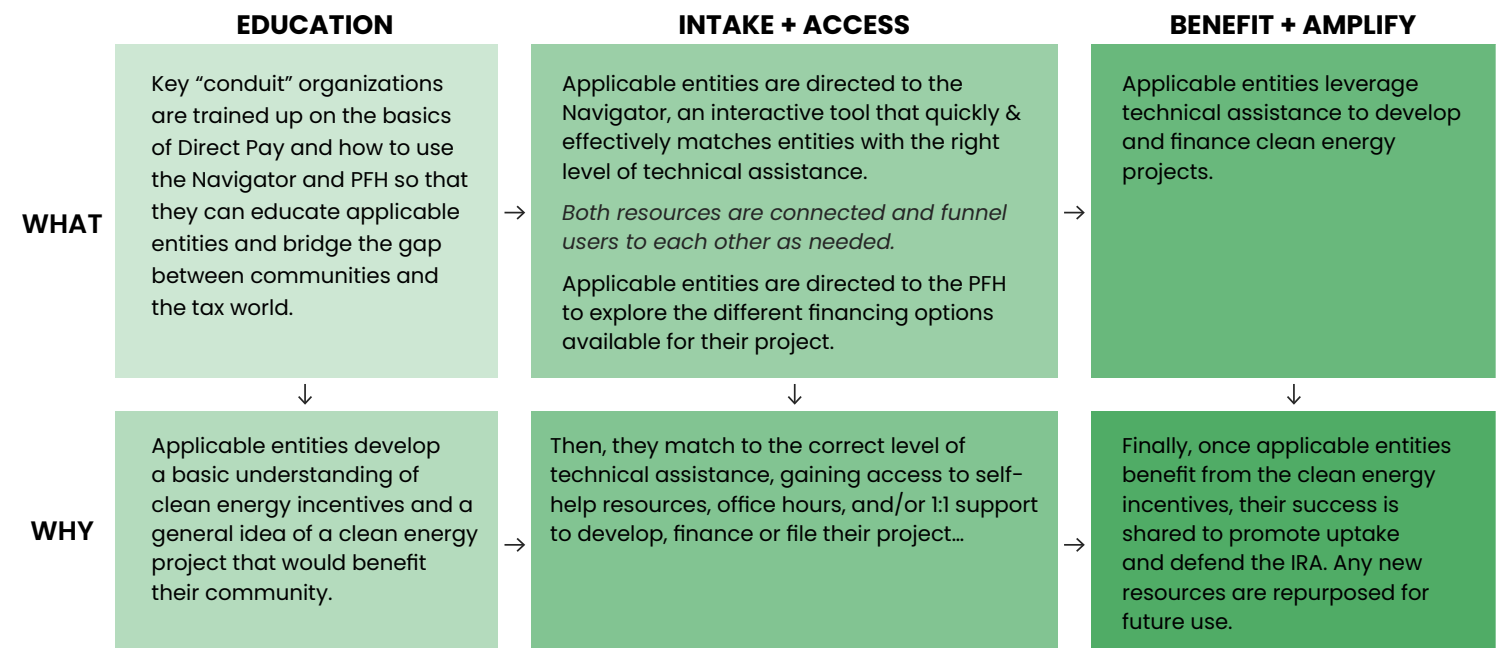 EDUCATION
INTAKE + ACCESS
BENEFIT + AMPLIFY
WHAT
Key “conduit” organizations
are trained up on the basics
of Direct Pay and how to use
the Navigator and PFH so that
they can educate applicable
entities and bridge the gap
between communities and
the tax world.
→
Applicable entities are directed to the
Navigator, an interactive tool that quickly &
effectively matches entities with the right
level of technical assistance.
Both resources are connected and funnel
users to each other as needed.
Applicable entities are directed to the PFH
to explore the different financing options
available for their project.
→
Applicable entities leverage
technical assistance to develop
and finance clean energy
projects.
↓
↓
↓
WHY
Applicable entities develop
a basic understanding of
clean energy incentives and a
general idea of a clean energy
project that would benefit
their community.
→
Then, they match to the correct level of
technical assistance, gaining access to self-
help resources, office hours, and/or 1:1 support
to develop, finance or file their project…
→
Finally, once applicable entities
benefit from the clean energy
incentives, their success is
shared to promote uptake
and defend the IRA. Any new
resources are repurposed for
future use.